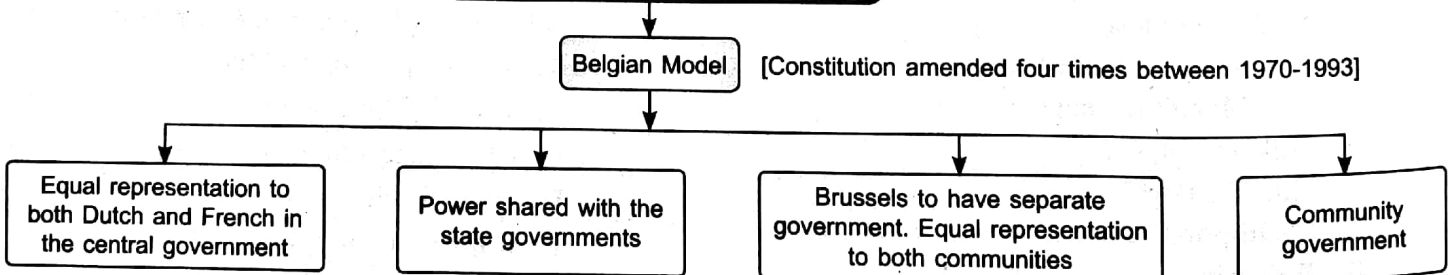 Belgian Model [Constitution amended four times between 1970-1993]
Equal representation to
both Dutch and French in
the central government
Power shared with the
state governments
Brussels to have separate
government. Equal representation
to both communities
Community
government